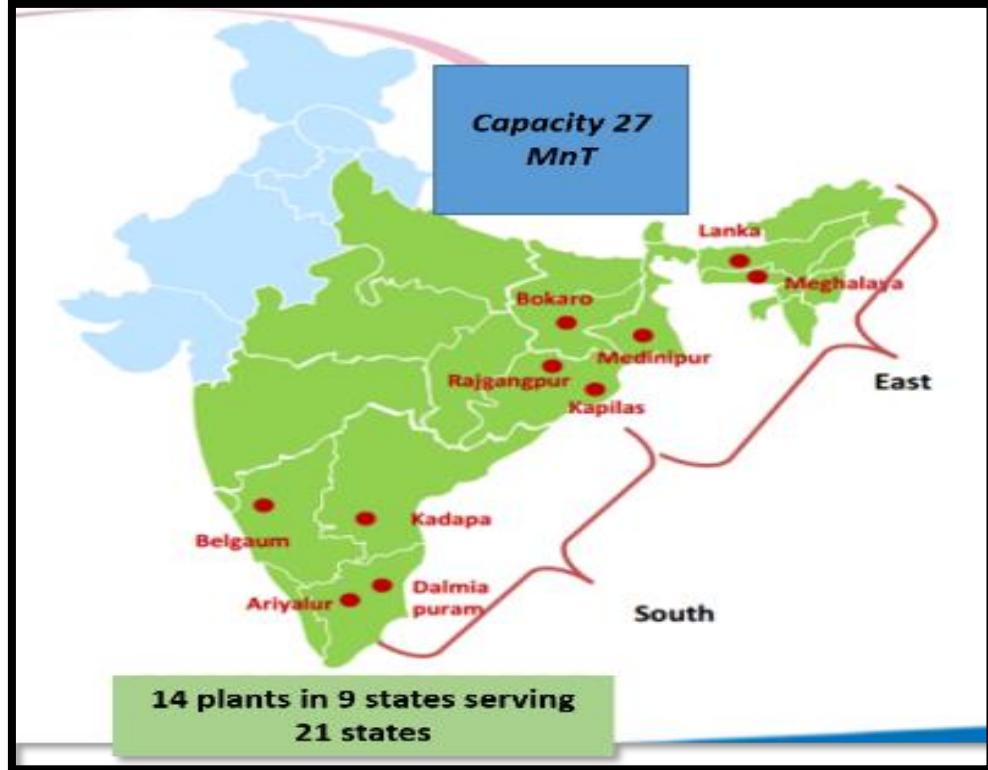 Capacity 27
MnT
Lanka
Meghalaya
Bokaro
Medinipur
Rajgangpur
Kapilas
East
Belgaum
Kadapa
Ariyalur
Dalmia
puram
South
14 plants in 9 states serving
21 states